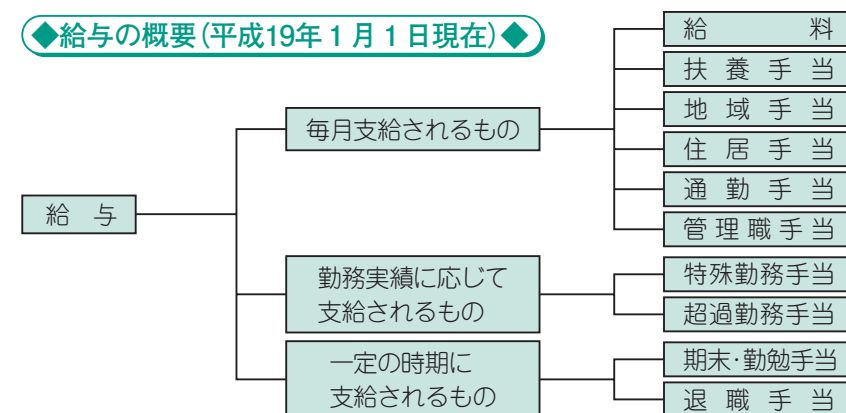 ◆給与の概要(平成19年1月1日現在)◆
給与
毎月支給されるもの
給料
扶養手当
地域手当
住居手当
通勤手当
管理職手当
勤務実績に応じて
支給されるもの
特殊勤務手当
超過勤務手当
一定の時期に
支給されるもの
期末・勤勉手当
退職手当